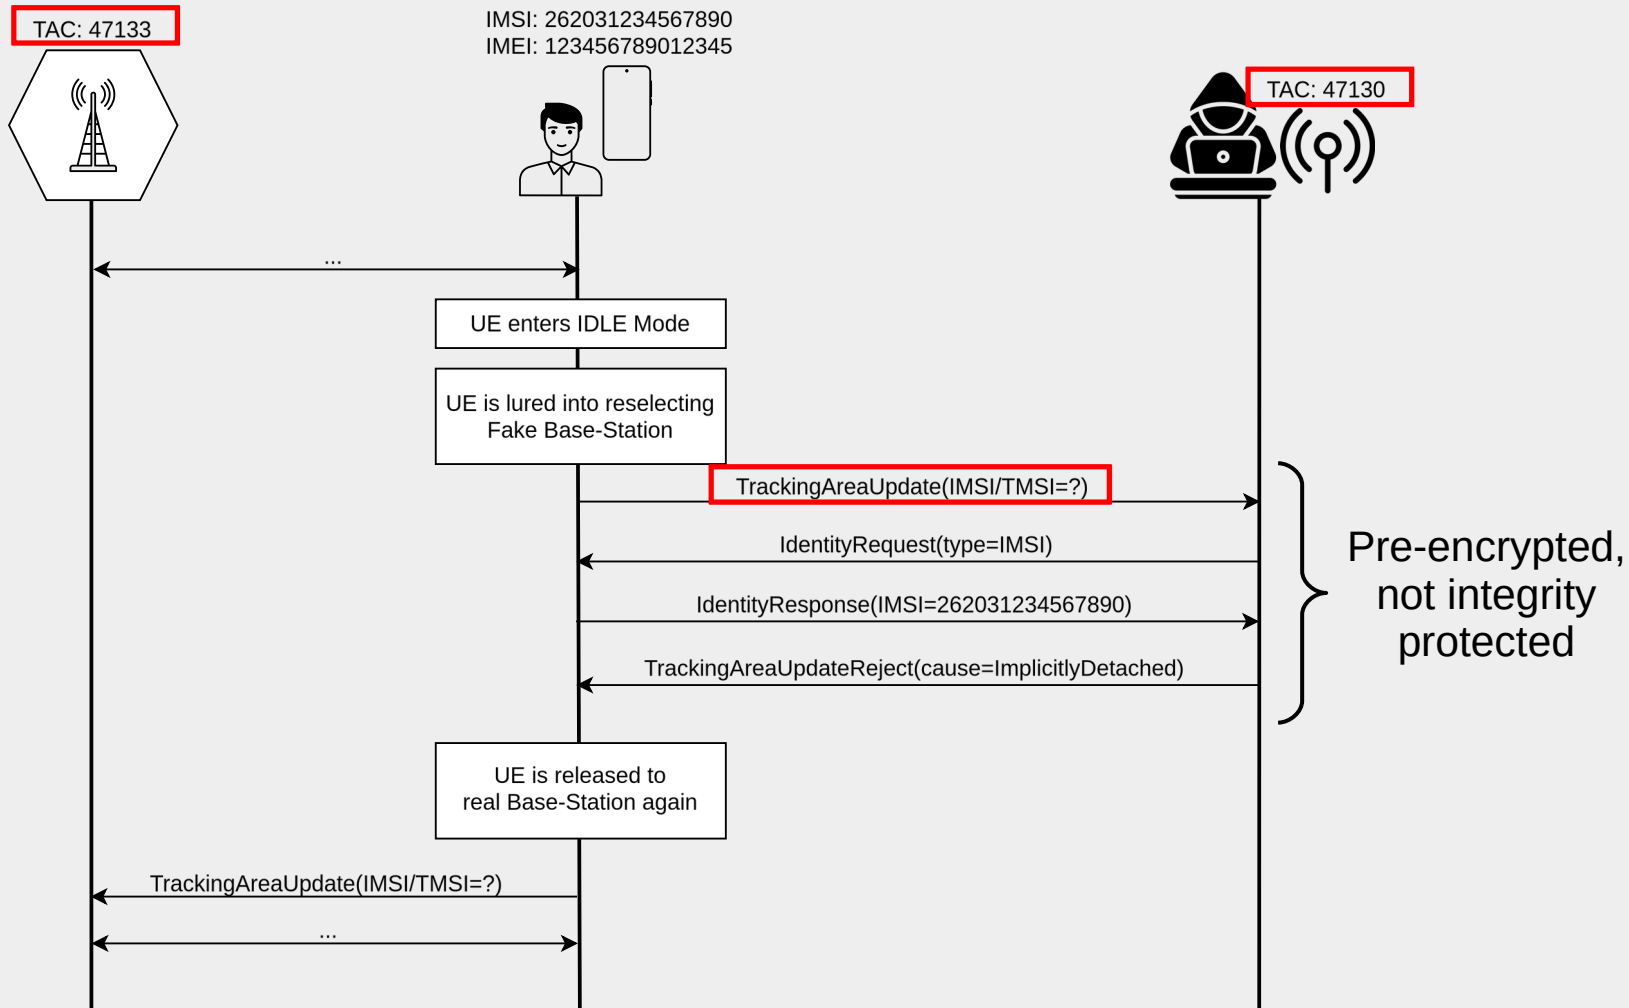 TAC: 47133
IMSI: 262031234567890
IMEI: 123456789012345
TAC: 47130
...
UE enters IDLE Mode
UE is lured into reselecting
Fake Base-Station
TrackingAreaUpdate(IMSI/TMSI=?)
IdentityRequest(type=IMSI)
IdentityResponse(IMSI=262031234567890)
TrackingAreaUpdateReject(cause=ImplicitlyDetached)
Pre-encrypted,
not integrity
protected
UE is released to
real Base-Station again
TrackingAreaUpdate(IMSI/TMSI=?)
...